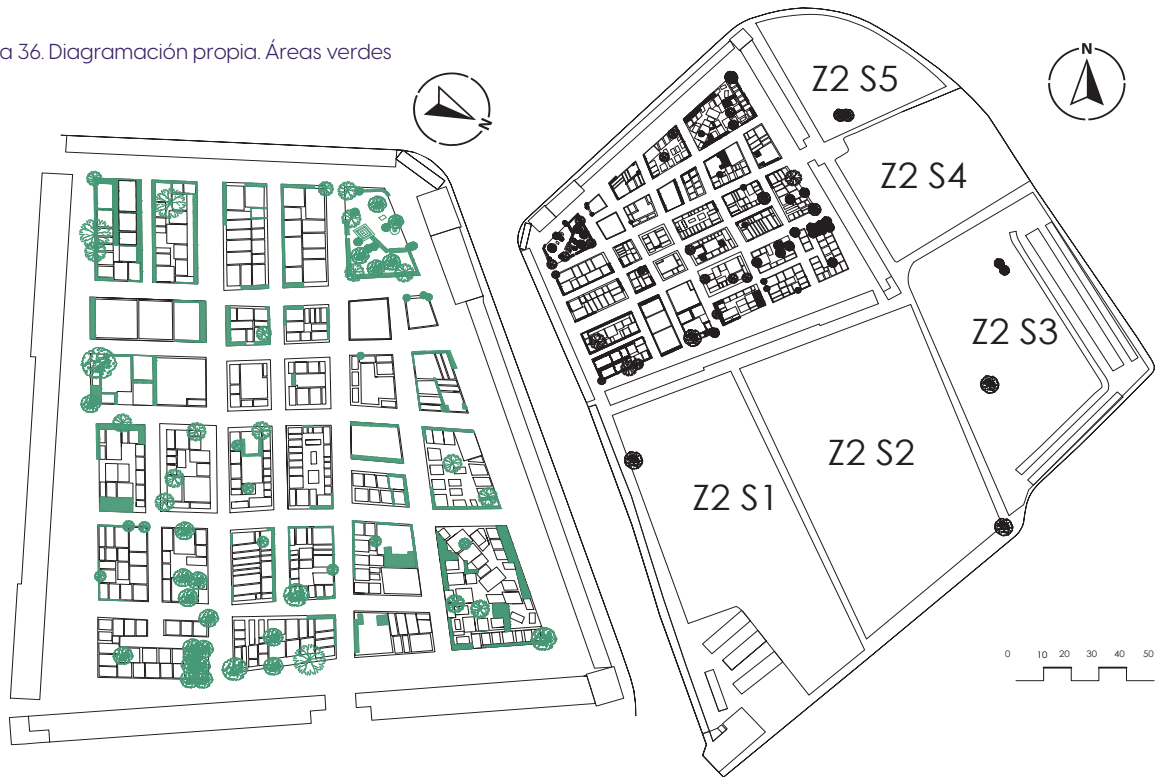 a 36. Diagramación propia. Áreas verdes
N
N
Z2 S5
Z2 S4
Z2 S3
Z2 S2
Z2 S1
0 10 20 30 40 50